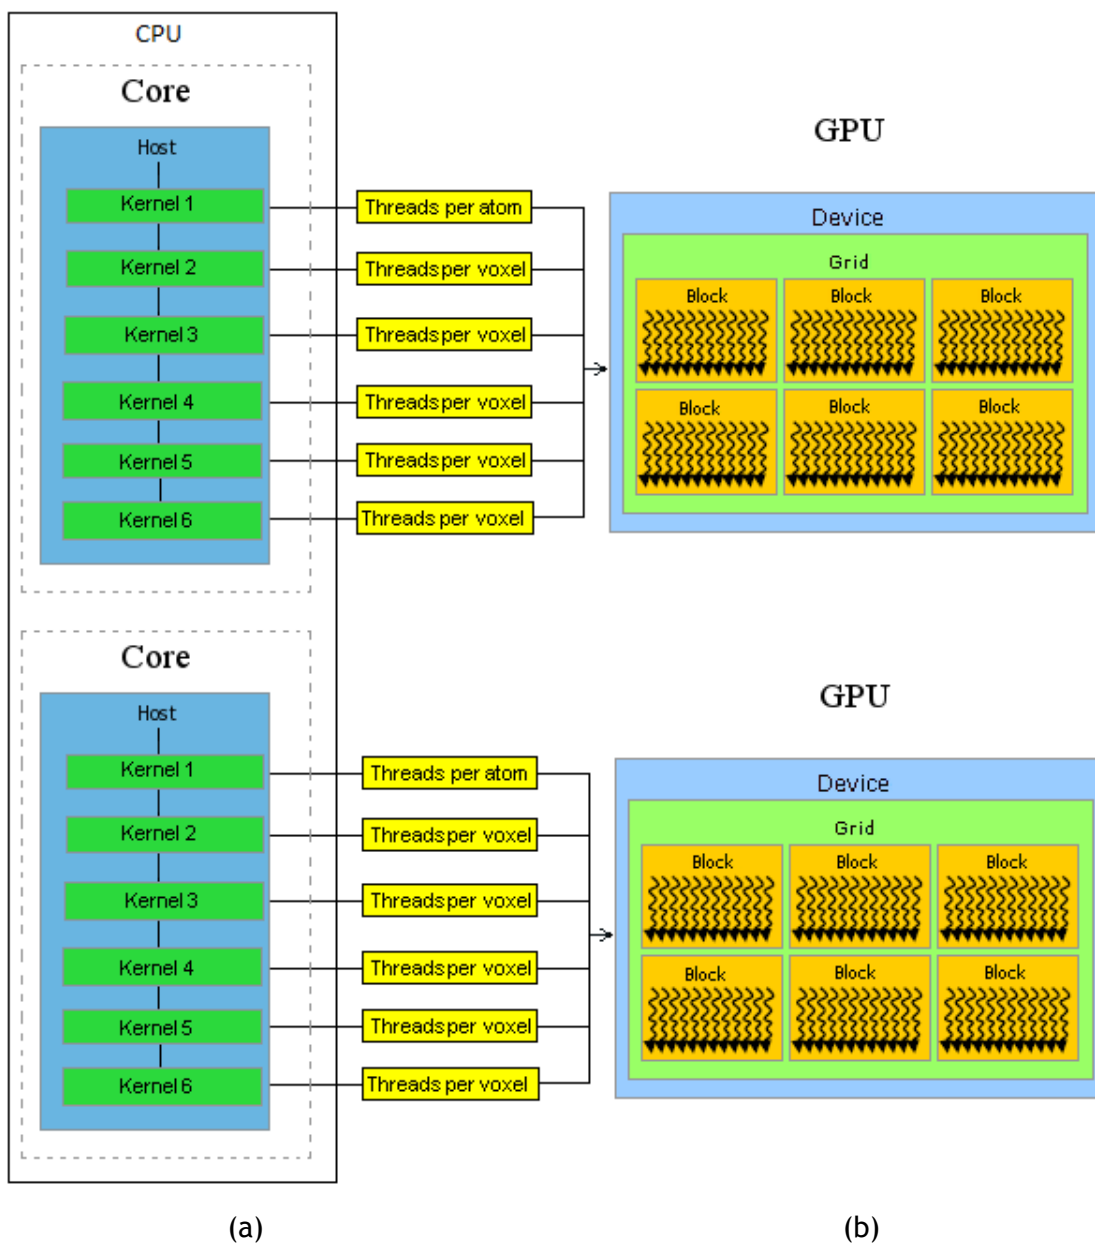 CPU
Core
Host
Kernel 1
Kernel 2
Kernel 3
Kernel 4
Kernel 5
Kernel 6
Threads per atom
Threads per voxel
Threads per voxel
Threads per voxel
Threads per voxel
Threads per voxel
GPU
Device
Grid
Block Block Block
Block Block Block
Core
Host
Kernel 1
Kernel 2
Kernel 3
Kernel 4
Kernel 5
Kernel 6
Threads per atom
Threads per voxel
Threads per voxel
Threads per voxel
Threads per voxel
Threads per voxel
GPU
Device
Grid
Block Block Block
Block Block Block
(a) (b)